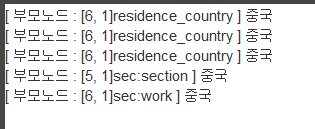 [ 부모노드 : [6, 1]residence_country ] 중국
[ 부모노드 : [6, 1]residence_country ] 중국
[ 부모노드 : [6, 1]residence_country ] 중국
[ 부모노드 : [5, 1]sec:section ] 중국
[ 부모노드 : [6, 1]sec:work ] 중국